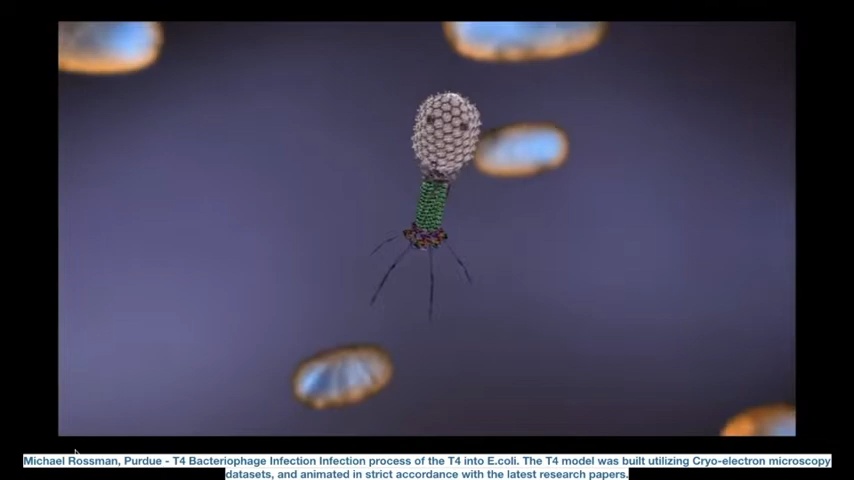 Michael Rossman, Purdue - T4 Bacteriophage Infection Infection process of the T4 into E.coli. The T4 model was built utilizing Cryo-electron microscopy
datasets, and animated in strict accordance with the latest research papers.